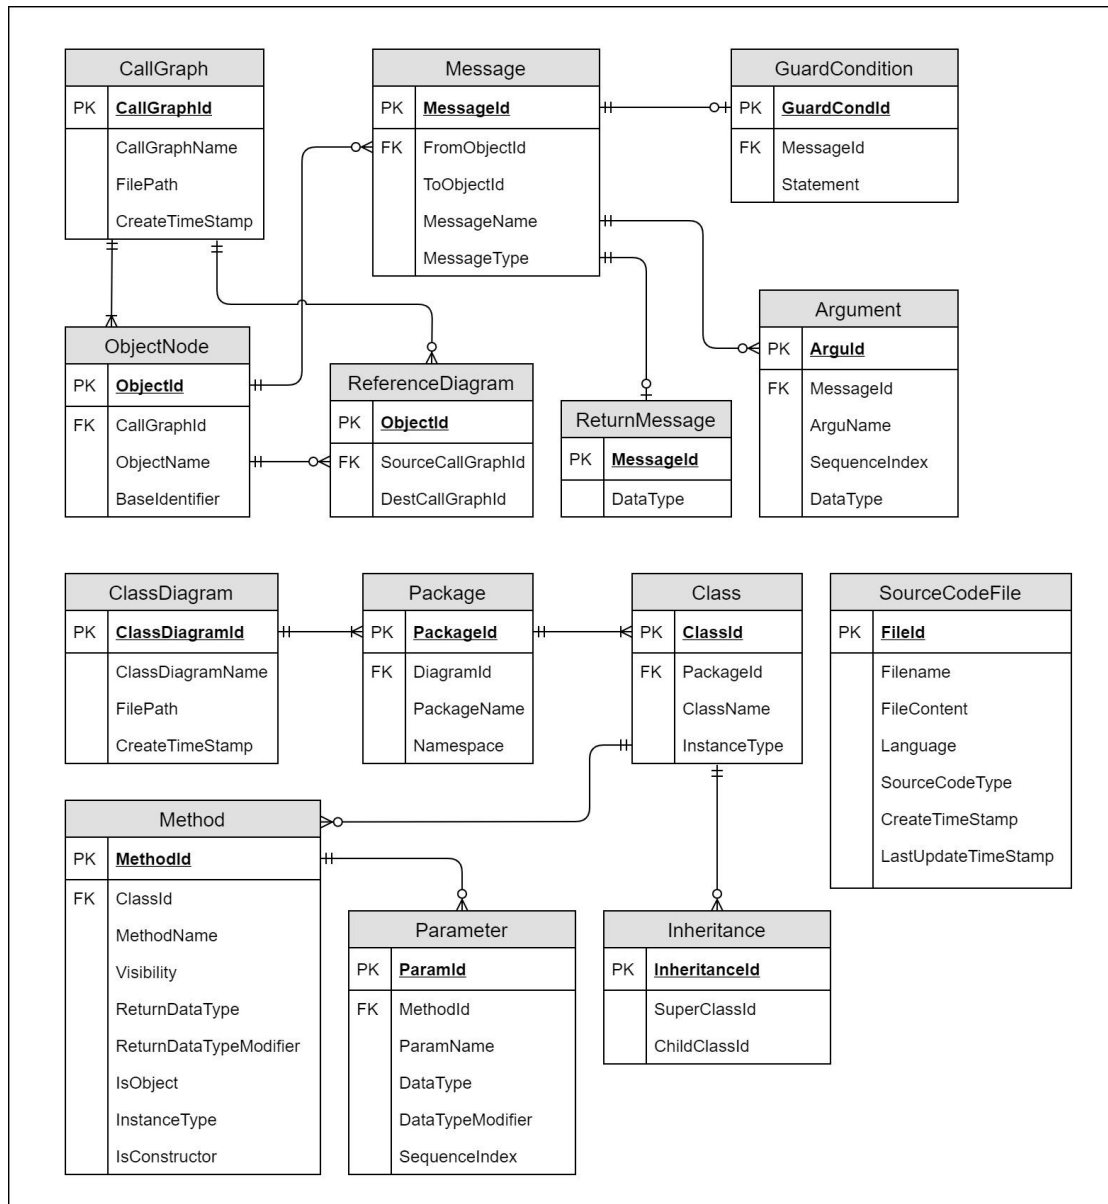 CallGraph
PK CallGraphId
CallGraphName
FilePath
CreateTimeStamp
Message
PK MessageId
FK FromObjectId
ToObjectId
MessageName
MessageType
GuardCondition
PK GuardCondId
FK MessageId
Statement
ObjectNode
PK ObjectId
FK CallGraphId
ObjectName
BaseIdentifier
ReferenceDiagram
PK ObjectId
FK SourceCallGraphId
DestCallGraphId
ReturnMessage
PK MessageId
DataType
Argument
PK ArguId
FK MessageId
ArguName
SequenceIndex
DataType
ClassDiagram
PK ClassDiagramId
ClassDiagramName
FilePath
CreateTimeStamp
Package
PK PackageId
FK DiagramId
PackageName
Namespace
Class
PK ClassId
FK PackageId
ClassName
InstanceType
SourceCodeFile
PK FileId
Filename
FileContent
Language
SourceCodeType
CreateTimeStamp
LastUpdateTimeStamp
Method
PK MethodId
FK ClassId
MethodName
Visibility
ReturnDataType
ReturnDataTypeModifier
IsObject
InstanceType
IsConstructor
Parameter
PK ParamId
FK MethodId
ParamName
DataType
DataTypeModifier
SequenceIndex
Inheritance
PK InheritanceId
SuperClassId
ChildClassId